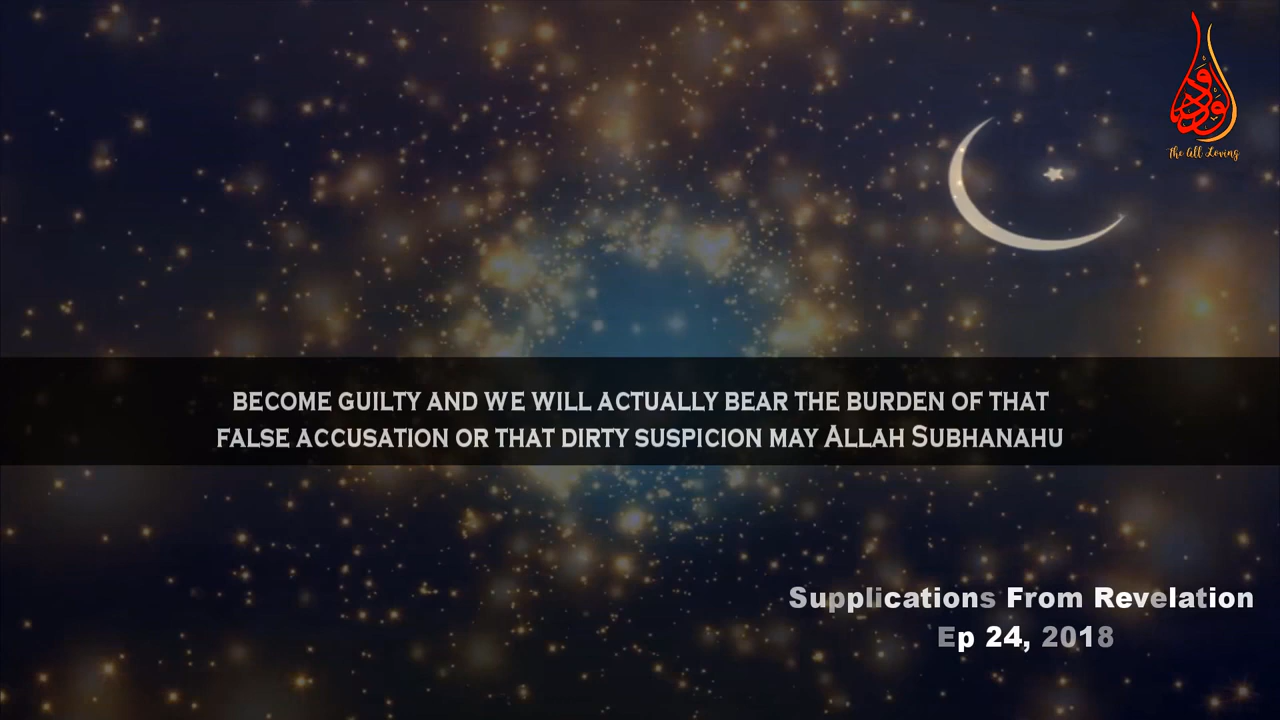 The All Loving
BECOME GUILTY AND WE WILL ACTUALLY BEAR THE BURDEN OF THAT
FALSE ACCUSATION OR THAT DIRTY SUSPICION MAY ALLAH SUBHANAHU
Supplications From Revelation
Ep 24, 2018